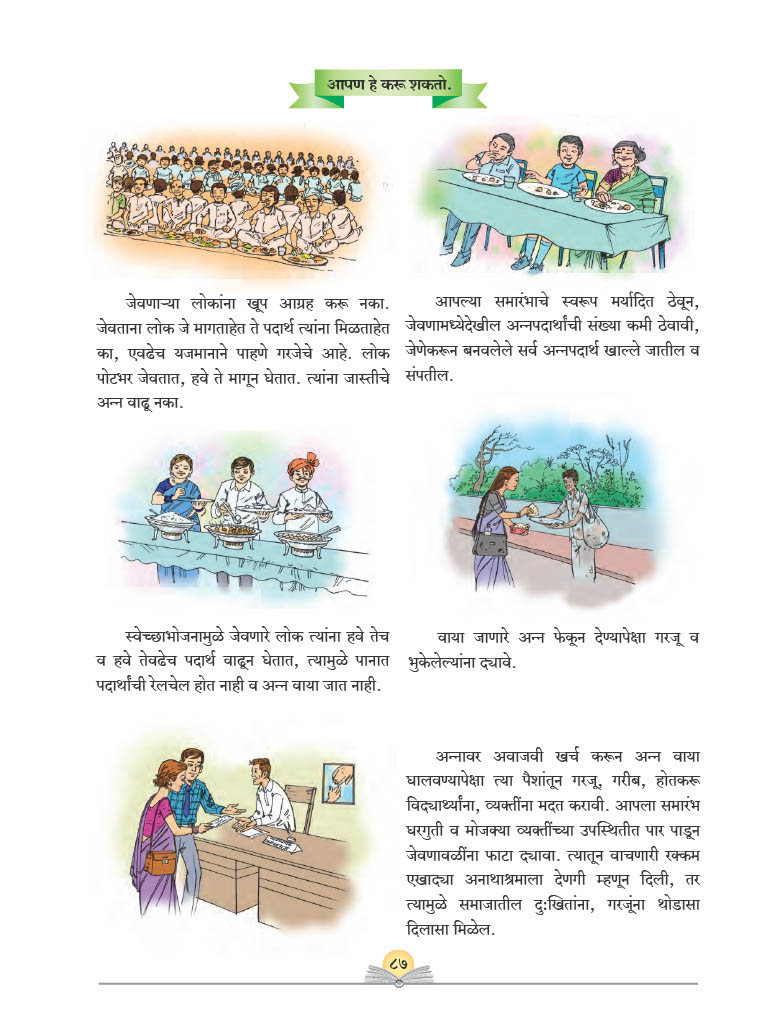 आपण हे करू शकतो.
जेवणाऱ्या लोकांना खूप आग्रह करू नका.
जेवताना लोक जे मागताहेत ते पदार्थ त्यांना मिळताहेत
का, एवढेच यजमानाने पाहणे गरजेचे आहे. लोक
पोटभर जेवतात, हवे ते मागून घेतात. त्यांना जास्तीचे
अन्न वाढू नका.
आपल्या समारंभाचे स्वरूप मर्यादित ठेवून,
जेवणामध्येदेखील अन्नपदार्थांची संख्या कमी ठेवावी,
जेणेकरून बनवलेले सर्व अन्नपदार्थ खाल्ले जातील व
संपतील.
स्वेच्छाभोजनामुळे जेवणारे लोक त्यांना हवे तेच
व हवे तेवढेच पदार्थ वाढून घेतात, त्यामुळे पानात
पदार्थांची रेलचेल होत नाही व अन्न वाया जात नाही.
वाया जाणारे अन्न फेकून देण्यापेक्षा गरजू व
भुकेलेल्यांना द्यावे.
अन्नावर अवाजवी खर्च करून अन्न वाया
घालवण्यापेक्षा त्या पैशांतून गरजू, गरीब, होतकरू
विद्यार्थ्यांना, व्यक्तींना मदत करावी. आपला समारंभ
घरगुती व मोजक्या व्यक्तींच्या उपस्थितीत पार पाडून
जेवणावळींना फाटा द्यावा. त्यातून वाचणारी रक्कम
एखाद्या अनाथाश्रमाला देणगी म्हणून दिली, तर
त्यामुळे समाजातील दु:खितांना, गरजूंना थोडासा
दिलासा मिळेल.
८७